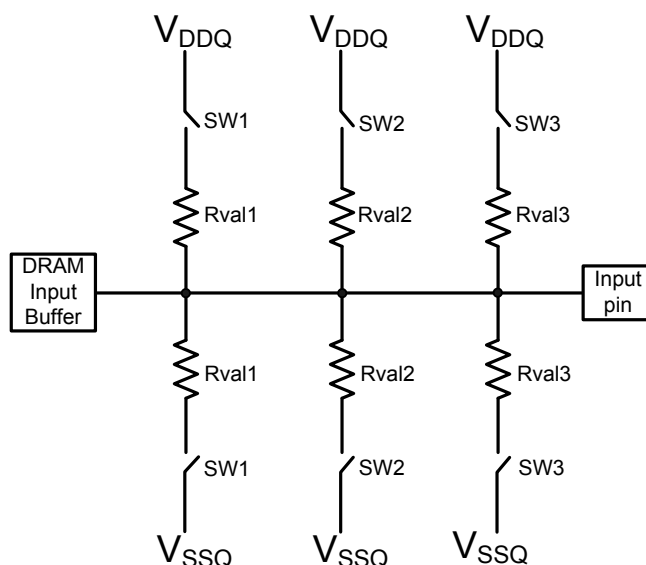 VDDQ VDDQ VDDQ
SW1 SW2 SW3
Rval1 Rval2 Rval3
DRAM
Input
Buffer
Input
pin
Rval1 Rval2 Rval3
SW1 SW2 SW3
VSSQ VSSQ VSSQ